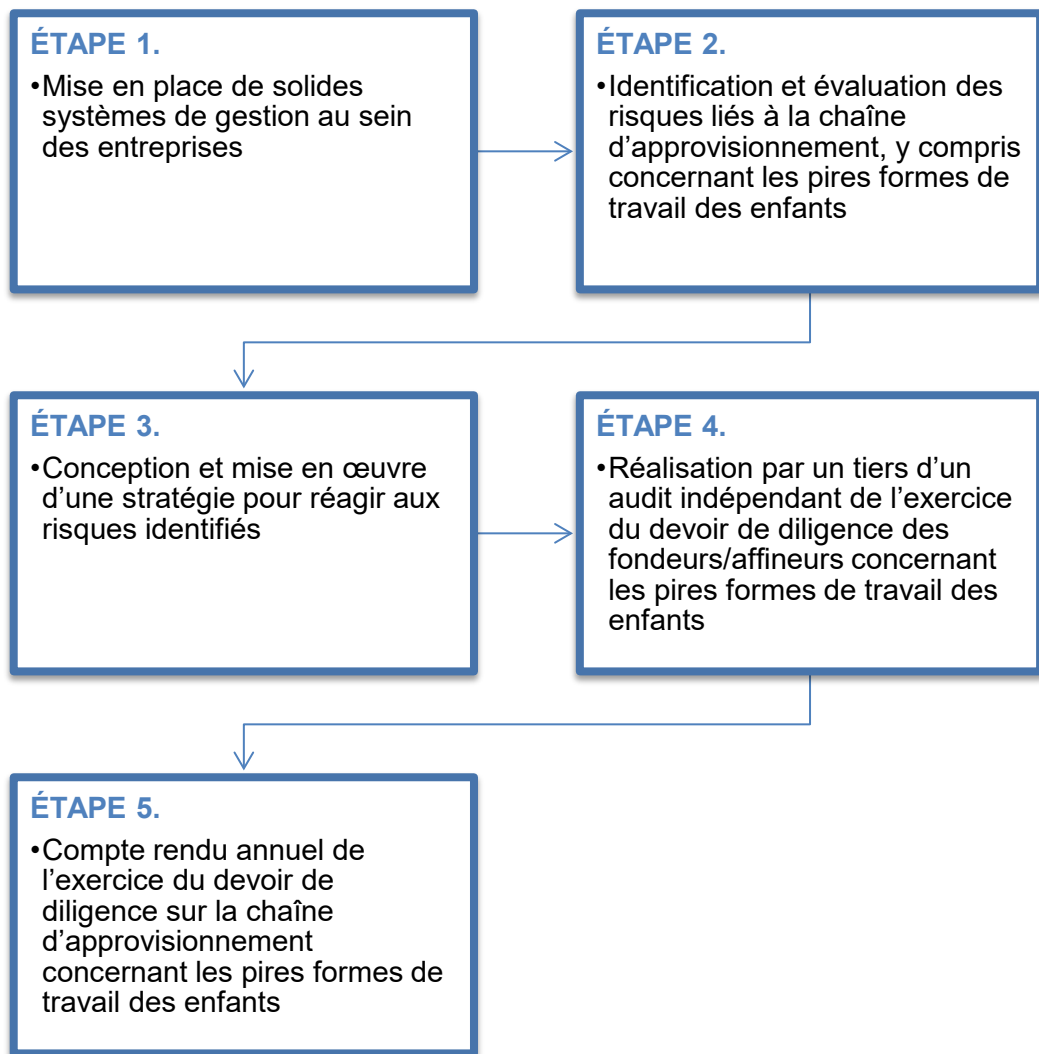 ÉTAPE 1.
•Mise en place de solides
systèmes de gestion au sein
des entreprises
ÉTAPE 2.
•Identification et évaluation des
risques liés à la chaîne
d’approvisionnement, y compris
concernant les pires formes de
travail des enfants
ÉTAPE 3.
•Conception et mise en œuvre
d’une stratégie pour réagir aux
risques identifiés
ÉTAPE 4.
•Réalisation par un tiers d’un
audit indépendant de l’exercice
du devoir de diligence des
fondeurs/affineurs concernant
les pires formes de travail des
enfants
ÉTAPE 5.
•Compte rendu annuel de
l’exercice du devoir de
diligence sur la chaîne
d’approvisionnement
concernant les pires formes de
travail des enfants